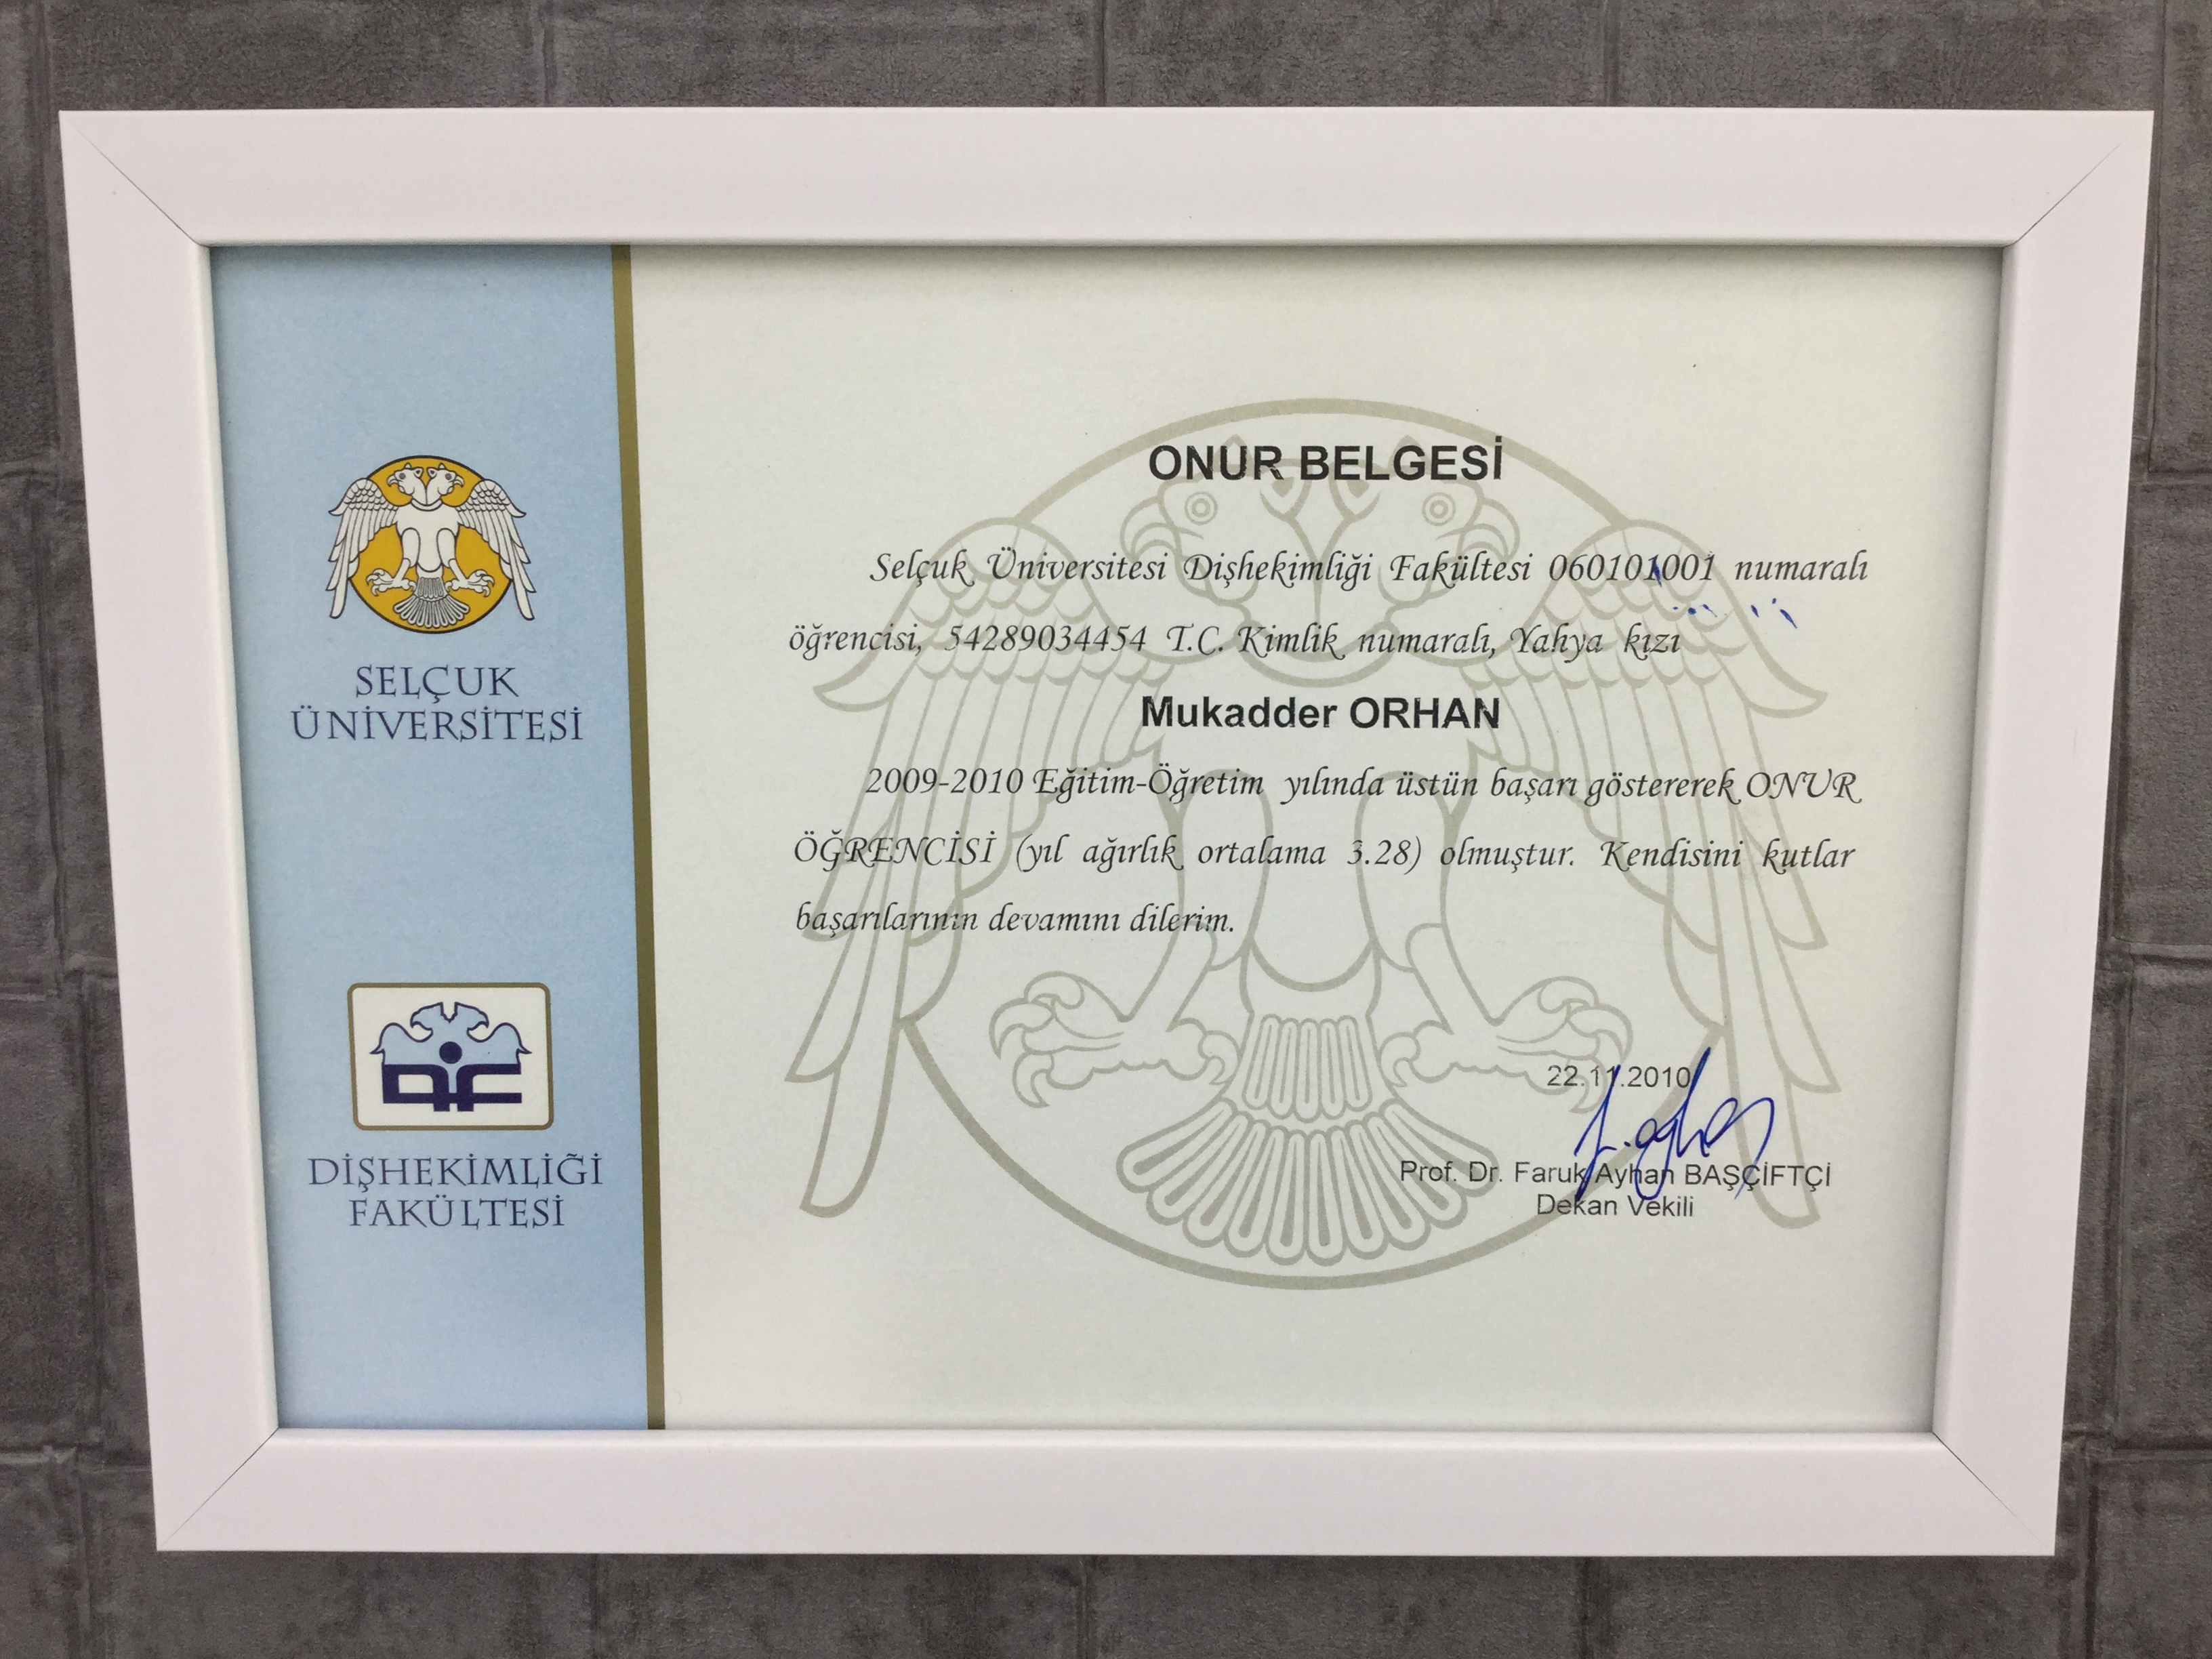 SELÇUK
ÜNİVERSİTESİ
DİŞHEKİMLİĞİ
FAKÜLTESİ
ONUR BELGESİ
Selçuk Üniversitesi Dişhekimliği Fakültesi 060101001 numaralı
öğrencisi, 54289034454 T.C. Kimlik numaralı, Yahya kızı
Mukadder ORHAN
2009-2010 Eğitim-Öğretim yılında üstün başarı göstererek ONUR
ÖĞRENCİSİ (yıl ağırlık ortalama 3.28) olmuştur. Kendisini kutlar
başarılarının devamını dilerim.
22.11.2010
Prof. Dr. Faruk Ayhan BAŞÇİFTÇİ
Dekan Vekili